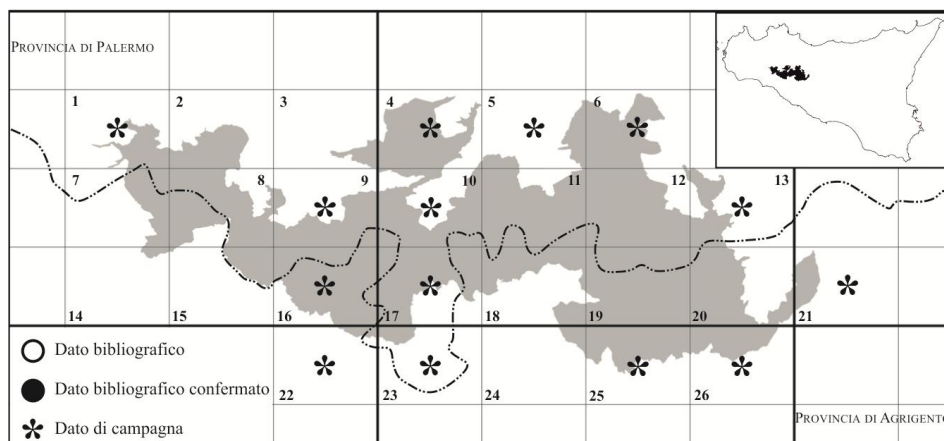 PROVINCIA DI PALERMO
1 2 3 4 5 6
7 8 9 10 11 12 13
14 15 16 17 18 19 20 21
Dato bibliografico
Dato bibliografico confermato
22 23 24 25 26
Dato di campagna
PROVINCIA DI AGRIGENTO